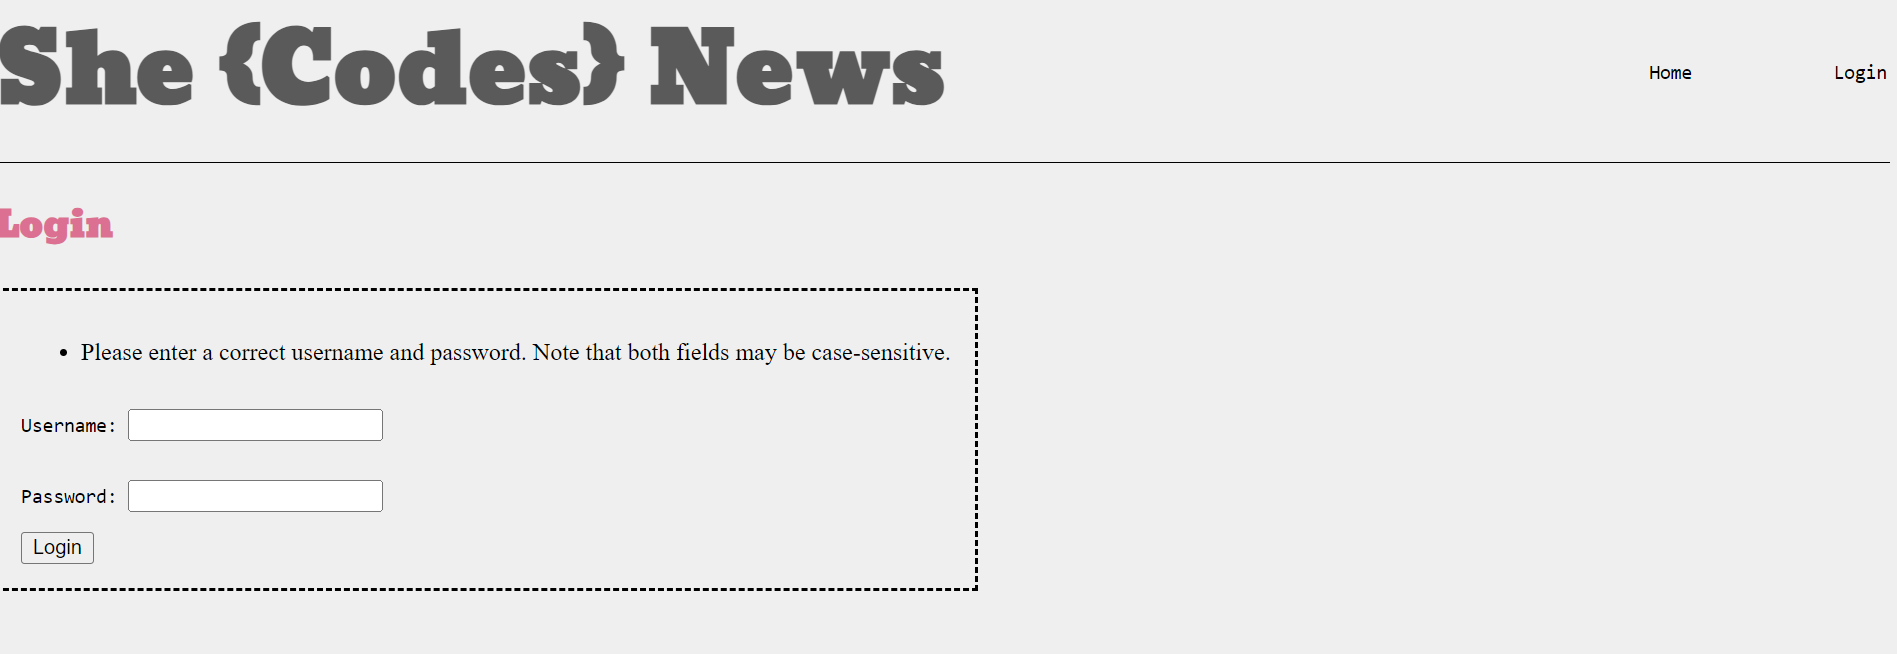 She {Codes} News
Home
Login
Login
• Please enter a correct username and password. Note that both fields may be case-sensitive.
Username:
Password:
Login